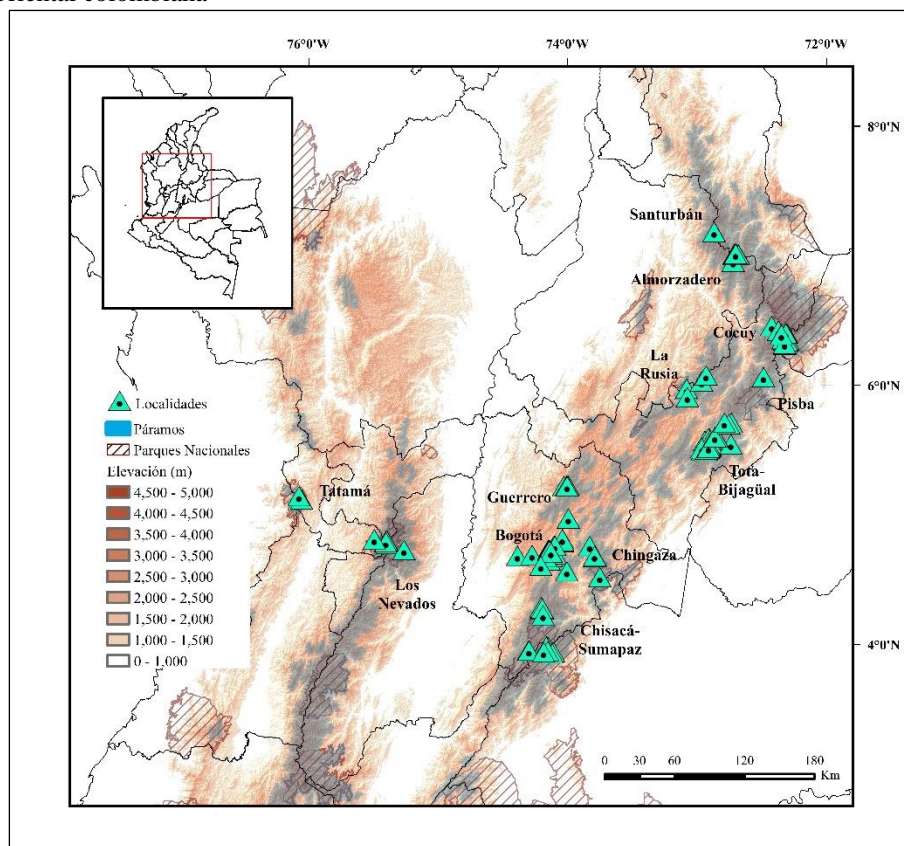 oriental colombiana
76°0'W
74°0'W
72°0'W
8°0'N
Santurbán
Almorzadero
Cocuy
La
Rusia
6°0'N
Pisba
Localidades
Páramos
Parques Nacionales
Elevación (m)
4,500 - 5,000
4,000 - 4,500
3,500 - 4,000
3,000 - 3,500
2,500 - 3,000
2,000 - 2,500
1,500 - 2,000
1,000 - 1,500
0 - 1,000
Tota-
Bijagüal
Tatamá
Guerrero
Bogotá
Chingaza
Los
Nevados
Chisacá-
Sumapaz
4°0'N
0 30 60 120 180
Km